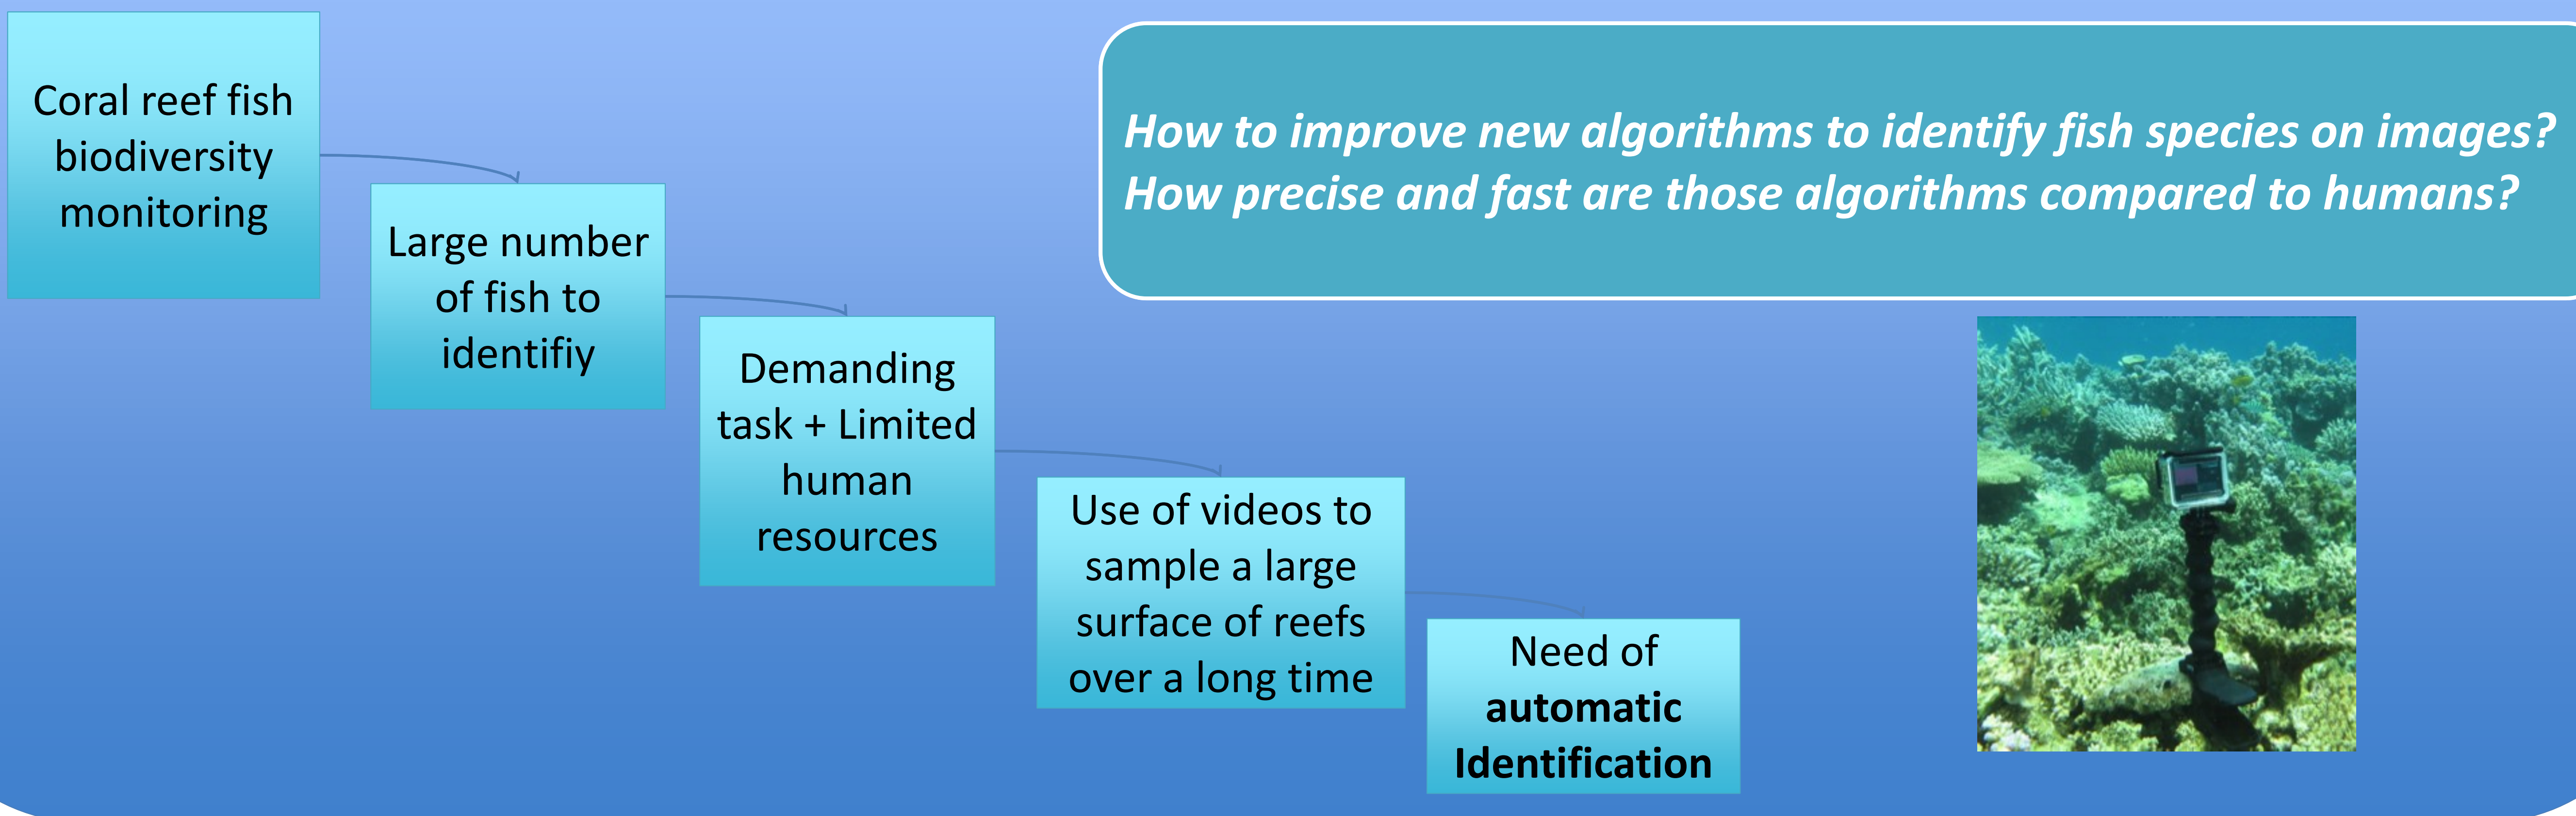 Coral reef fish
biodiversity
monitoring
Large number
of fish to
identifiy
Demanding
task + Limited
human
resources
Use of videos to
sample a large
surface of reefs
over a long time
Need of
automatic
Identification
How to improve new algorithms to identify fish species on images?
How precise and fast are those algorithms compared to humans?